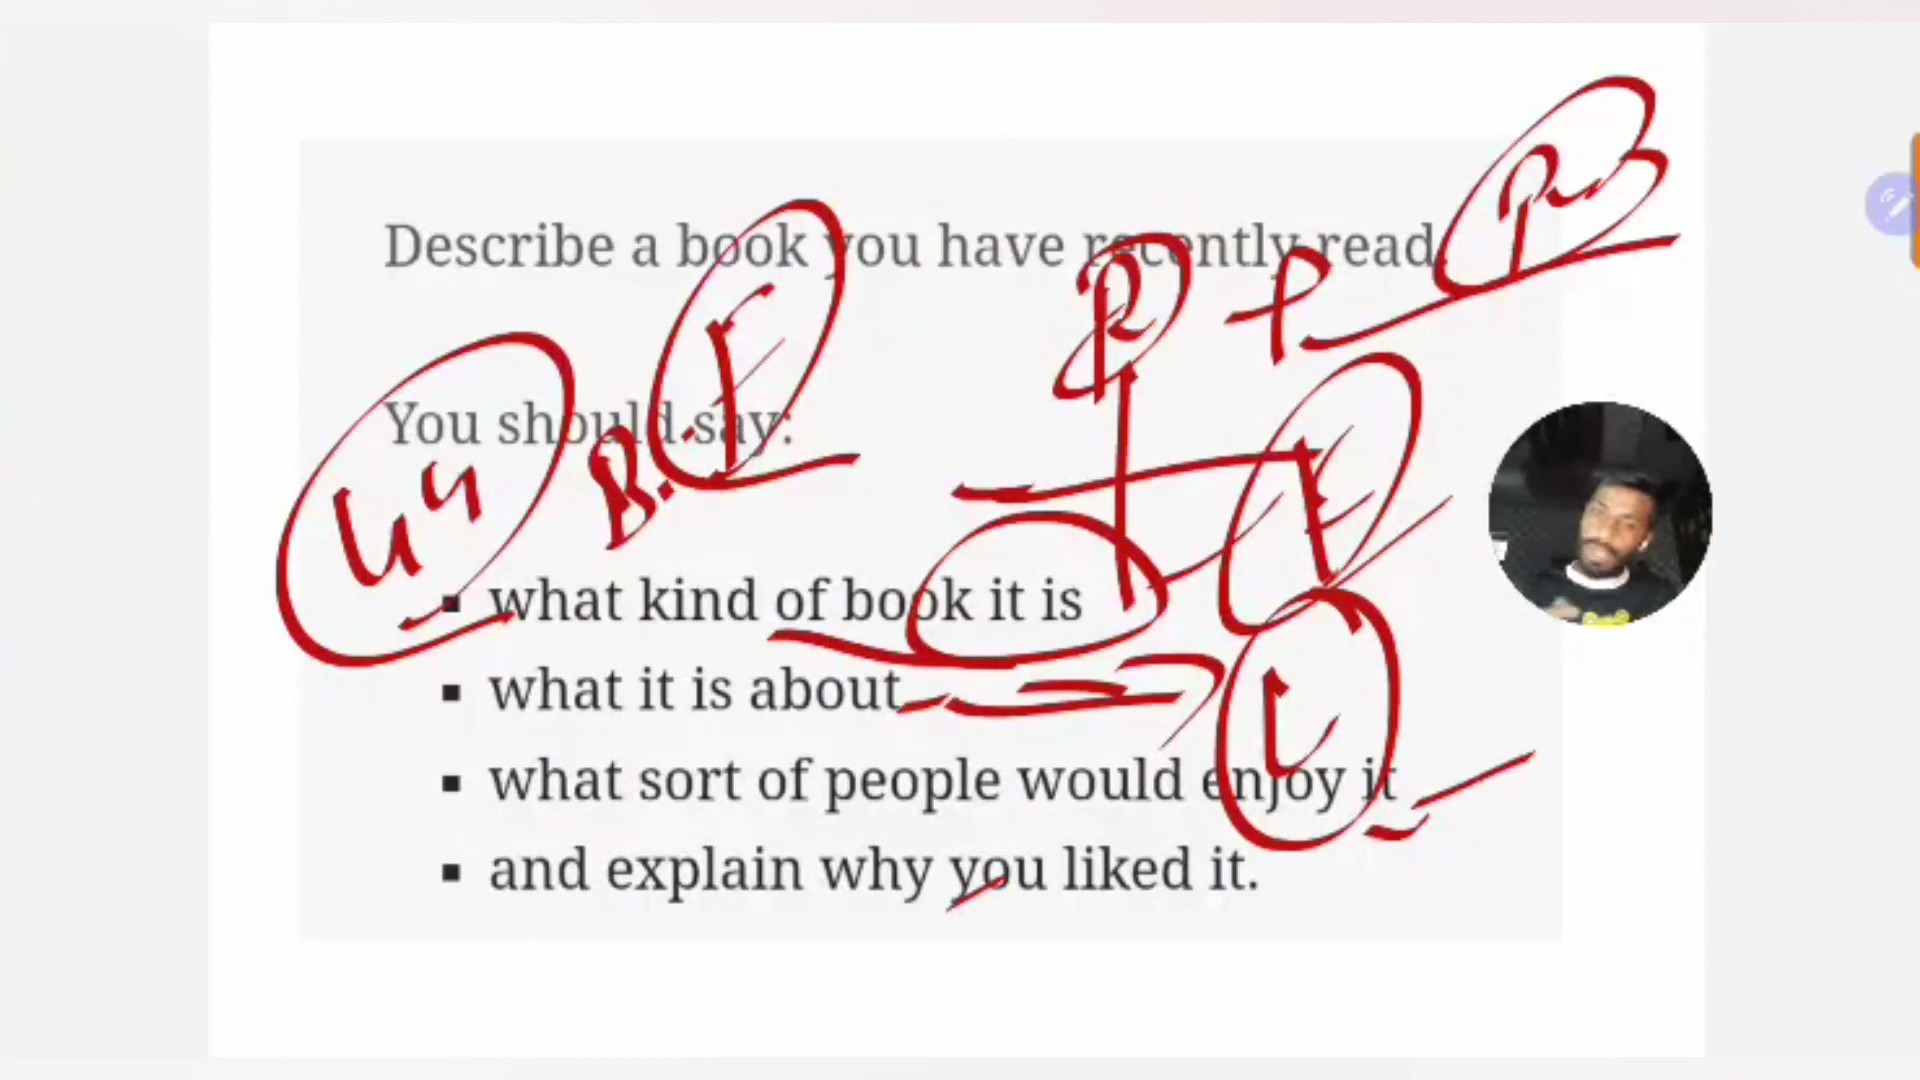 Describe a book you have recently read.
You should say:
▪ what kind of book it is
▪ what it is about
▪ what sort of people would enjoy it
▪ and explain why you liked it.